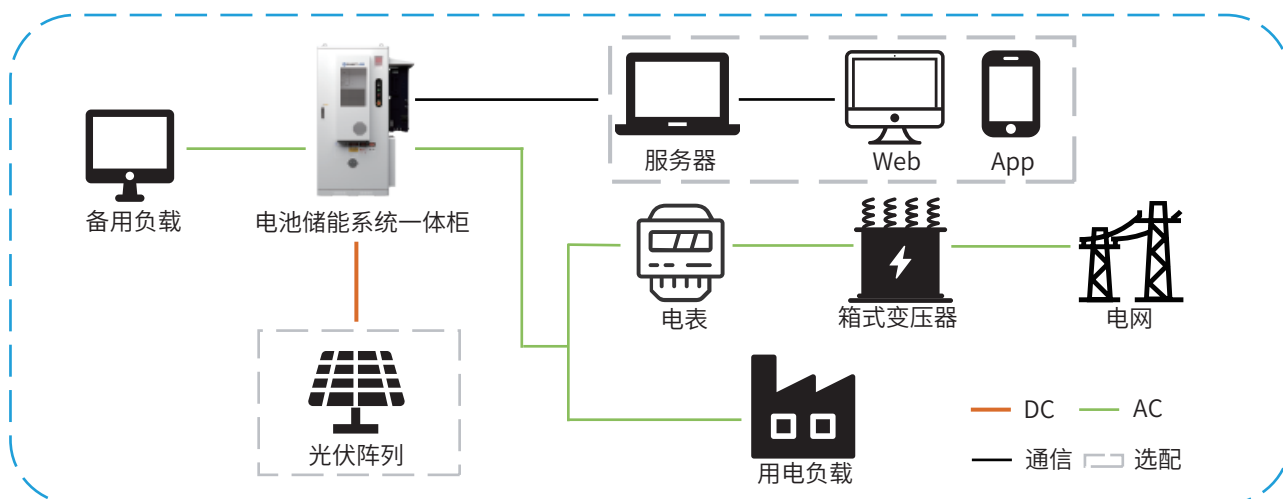 服务器
Web
App
备用负载
电池储能系统一体柜
电表
箱式变压器
电网
光伏阵列
用电负载
DC
AC
通信
选配